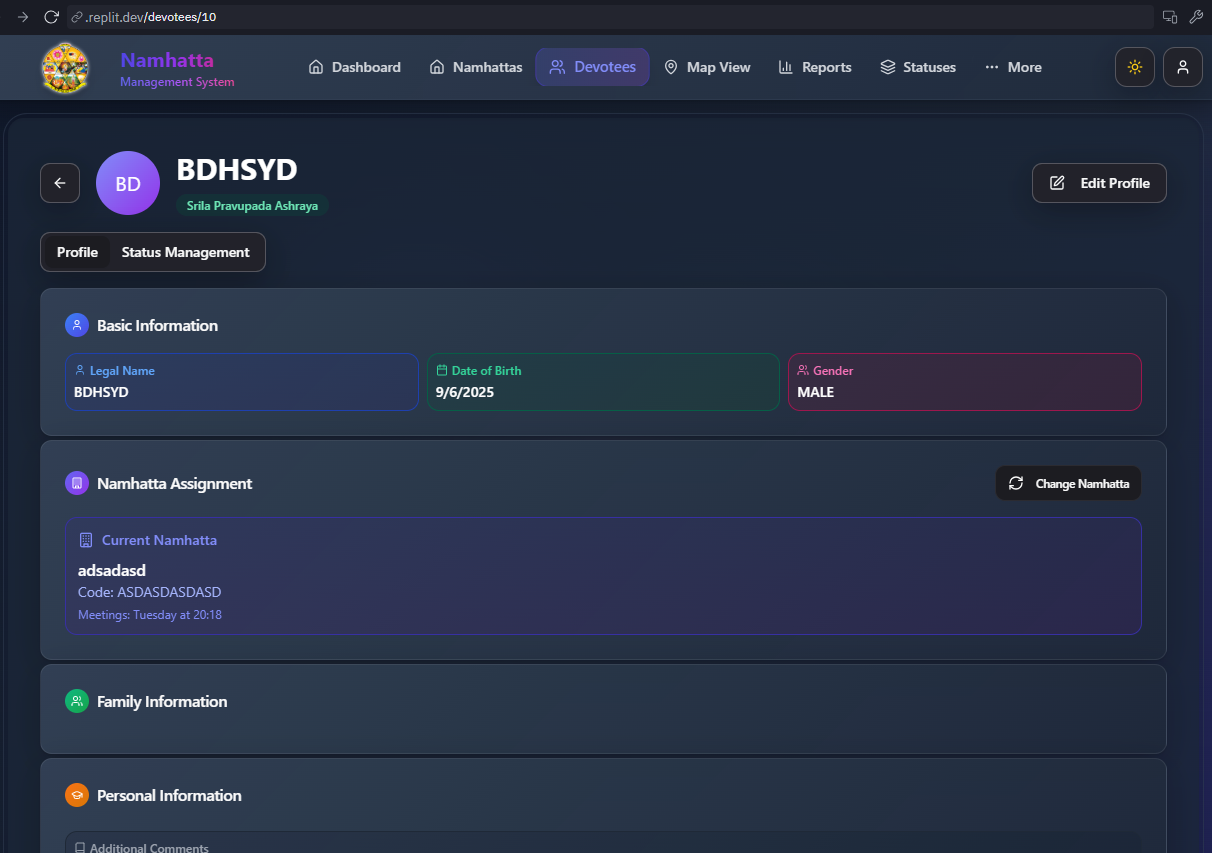 .replit.dev/devotees/10
Namhatta
Management System
Dashboard
Namhattas
Devotees
Map View
Reports
Statuses
More
BD
BDHSYD
Srila Pravupada Ashraya
Edit Profile
Profile
Status Management
Basic Information
Legal Name
BDHSYD
Date of Birth
9/6/2025
Gender
MALE
Namhatta Assignment
Change Namhatta
Current Namhatta
adsadasd
Code: ASDASDASDASD
Meetings: Tuesday at 20:18
Family Information
Personal Information
Additional Comments